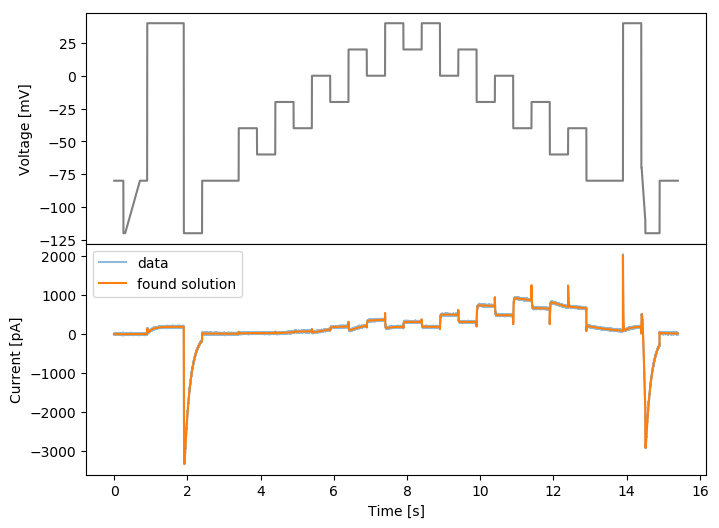 25
0
−25
−50
−75
−100
−125
Voltage [mV]
data
found solution
2000
1000
0
−1000
−2000
−3000
Current [pA]
0 2 4 6 8 10 12 14 16
Time [s]